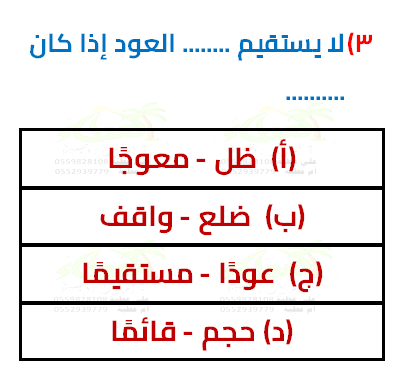 ٣) لا يستقيم ........ العود إذا كان
..........
(أ) ظل - معوجًا
(ب) ضلع - واقف
(ج) عودًا - مستقيمًا
(د) حجم - قائمًا